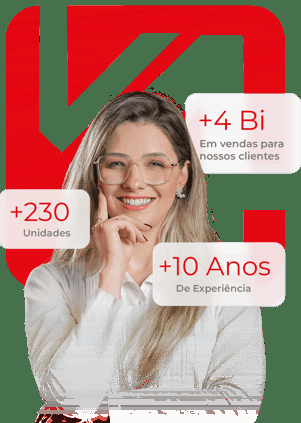 +4 Bi
Em vendas para
nossos clientes
+230
Unidades
+10 Anos
De Experiência